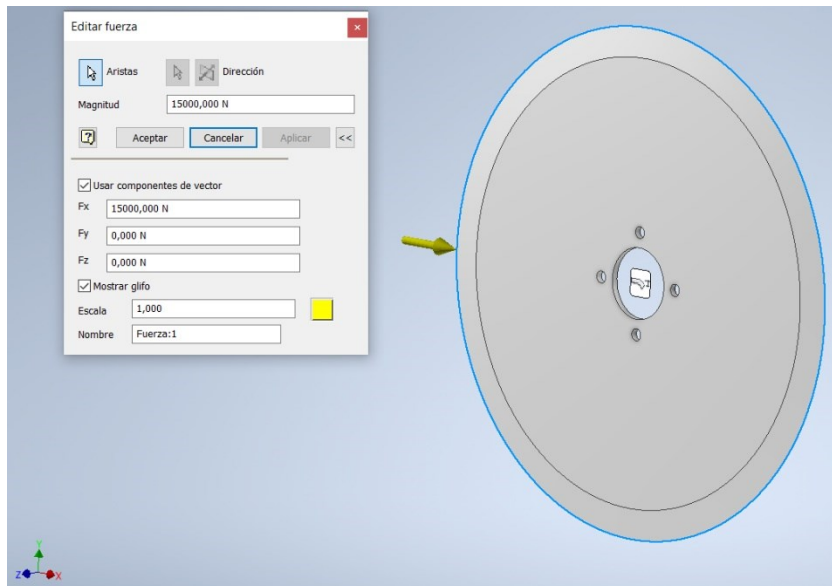 Editar fuerza
Aristas Dirección
Magnitud 15000,000 N
Aceptar Cancelar Aplicar <<
Usar componentes de vector
Fx 15000,000 N
Fy 0,000 N
Fz 0,000 N
Mostrar glifo
Escala 1,000
Nombre Fuerza:1
Y
Z X